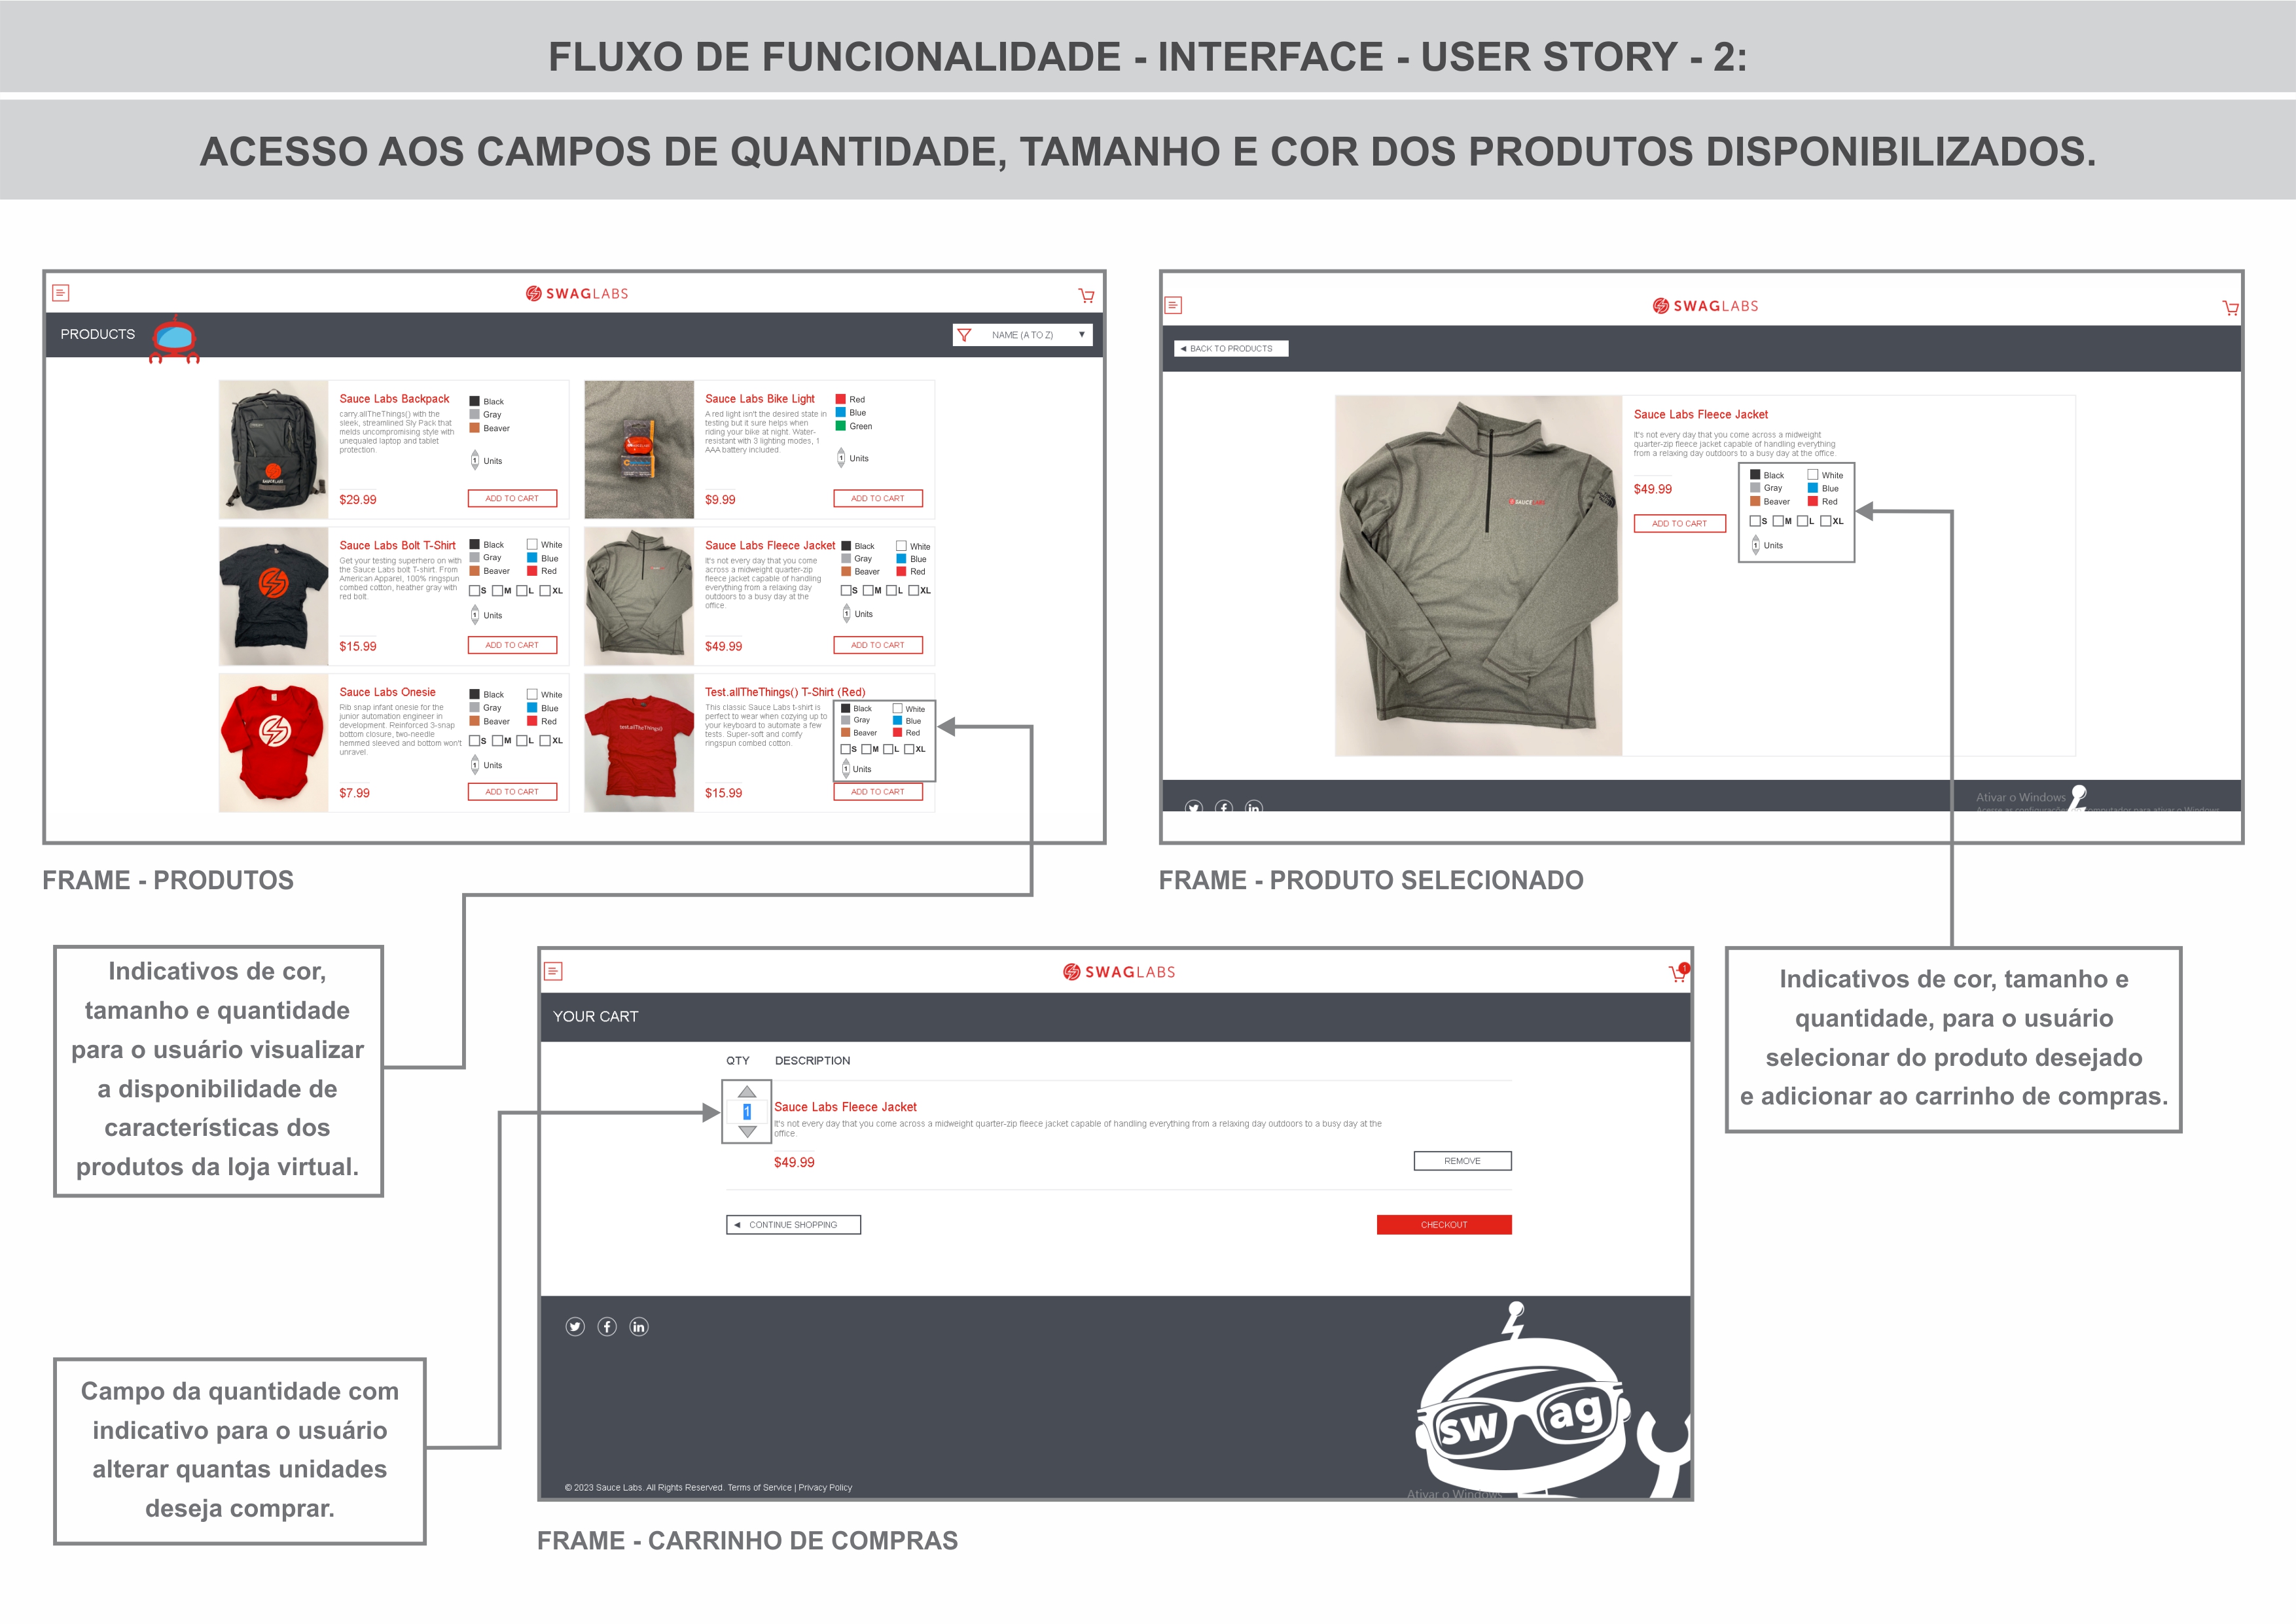 FLUXO DE FUNCIONALIDADE - INTERFACE - USER STORY - 2:
ACESSO AOS CAMPOS DE QUANTIDADE, TAMANHO E COR DOS PRODUTOS DISPONIBILIZADOS.
SWAGLABS
PRODUCTS
NAME (A TO Z)
Sauce Labs Backpack
carry.allTheThings() with the
sleek, streamlined Sly Pack that
melds uncompromising style with
unequaled laptop and tablet
protection.
Black
Gray
Beaver
1 Units
$29.99
ADD TO CART
Sauce Labs Bike Light
A red light isn't the desired state in
testing but it sure helps when
riding your bike at night. Water-
resistant with 3 lighting modes, 1
AAA battery included.
Red
Blue
Green
1 Units
$9.99
ADD TO CART
Sauce Labs Bolt T-Shirt
Get your testing superhero on with
the Sauce Labs bolt T-shirt. From
American Apparel, 100% ringspun
combed cotton, heather gray with
red bolt.
Black White
Gray Blue
Beaver Red
S M L XL
1 Units
$15.99
ADD TO CART
Sauce Labs Fleece Jacket
It's not every day that you come
across a midweight quarter-zip
fleece jacket capable of handling
everything from a relaxing day
outdoors to a busy day at the
office.
Black White
Gray Blue
Beaver Red
S M L XL
1 Units
$49.99
ADD TO CART
Sauce Labs Onesie
Rib snap infant onesie for the
junior automation engineer in
development. Reinforced 3-snap
bottom closure, two-needle
hemmed sleeved and bottom won't
unravel.
Black White
Gray Blue
Beaver Red
S M L XL
1 Units
$7.99
ADD TO CART
test.allTheThings()
Test.allTheThings() T-Shirt (Red)
This classic Sauce Labs t-shirt is
perfect to wear when cozying up to
your keyboard to automate a few
tests. Super-soft and comfy
ringspun combed cotton.
Black White
Gray Blue
Beaver Red
S M L XL
1 Units
$15.99
ADD TO CART
FRAME - PRODUTOS
SWAGLABS
BACK TO PRODUCTS
SAUCE
Sauce Labs Fleece Jacket
It's not every day that you come across a midweight
quarter-zip fleece jacket capable of handling everything
from a relaxing day outdoors to a busy day at the office.
$49.99
ADD TO CART
Black White
Gray Blue
Beaver Red
S M L XL
1 Units
Ativar o Windows
FRAME - PRODUTO SELECIONADO
Indicativos de cor,
tamanho e quantidade
para o usuário visualizar
a disponibilidade de
características dos
produtos da loja virtual.
Indicativos de cor, tamanho e
quantidade, para o usuário
selecionar do produto desejado
e adicionar ao carrinho de compras.
Campo da quantidade com
indicativo para o usuário
alterar quantas unidades
deseja comprar.
SWAGLABS
1
YOUR CART
QTY DESCRIPTION
1
Sauce Labs Fleece Jacket
It's not every day that you come across a midweight quarter-zip fleece jacket capable of handling everything from a relaxing day outdoors to a busy day at the
office.
$49.99
REMOVE
CONTINUE SHOPPING
CHECKOUT
sw ag
© 2023 Sauce Labs. All Rights Reserved. Terms of Service | Privacy Policy
Ativar o Windows
FRAME - CARRINHO DE COMPRAS